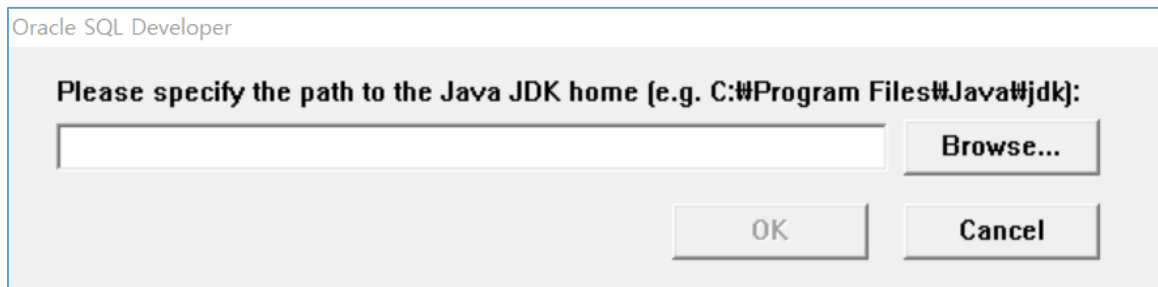 Oracle SQL Developer
Please specify the path to the Java JDK home (e.g. C:₩Program Files₩Java₩jdk):
Browse...
OK
Cancel